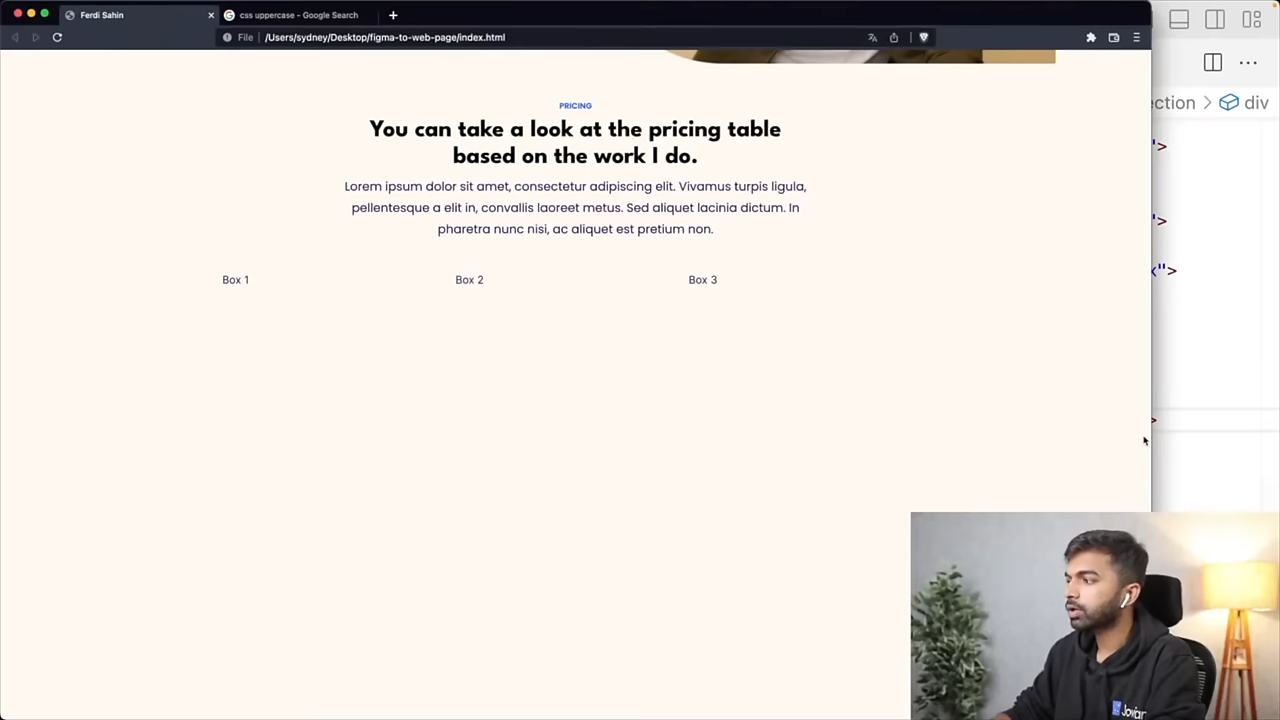 Ferdi Sahin
css uppercase - Google Search
File
/Users/sydney/Desktop/figma-to-web-page/index.html
ection > div
">
PRICING
You can take a look at the pricing table
based on the work I do.
">
Lorem ipsum dolor sit amet, consectetur adipiscing elit. Vivamus turpis ligula,
pellentesque a elit in, convallis laoreet metus. Sed aliquet lacinia dictum. In
pharetra nunc nisi, ac aliquet est pretium non.
">
Box 1
Box 2
Box 3
>
Jovian